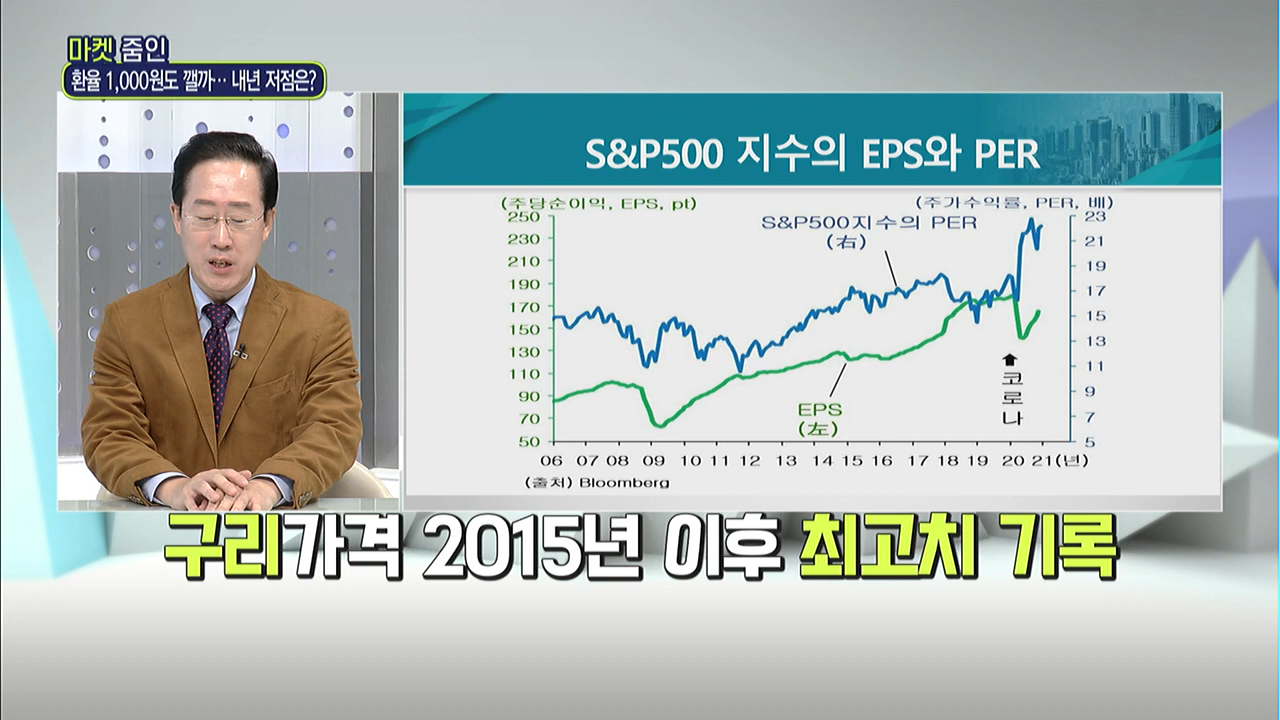 마켓 줌인
환율 1,000원도 깰까… 내년 저점은?
S&P500 지수의 EPS와 PER
(주당순이익, EPS, pt)
(주가수익률, PER, 배)
S&P500지수의 PER
(右)
250
230
210
190
170
150
130
110
90
70
50
23
21
19
17
15
13
11
9
7
5
코로나
EPS
(左)
06 07 08 09 10 11 12 13 14 15 16 17 18 19 20 21(년)
(출처) Bloomberg
구리가격 2015년 이후 최고치 기록